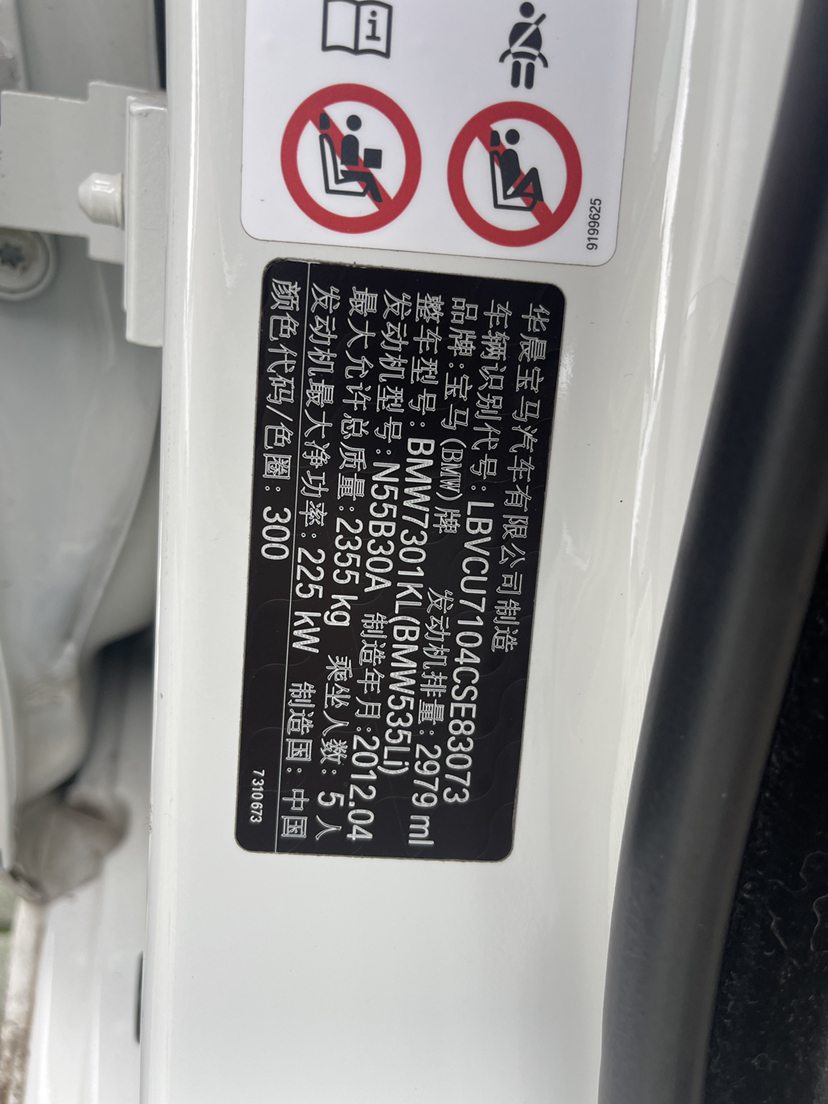 9199625
华晨宝马汽车有限公司制造
车辆识别代号: LBVCU7104CSE83073
品牌: 宝马(BMW)牌 发动机排量: 2979 ml
整车型号: BMW7301KL(BMW535Li)
发动机型号: N55B30A 制造年月: 2012.04
最大允许总质量: 2355 kg 乘坐人数: 5人
发动机最大净功率: 225 kW 制造国: 中国
颜色代码/色圈: 300
7310673